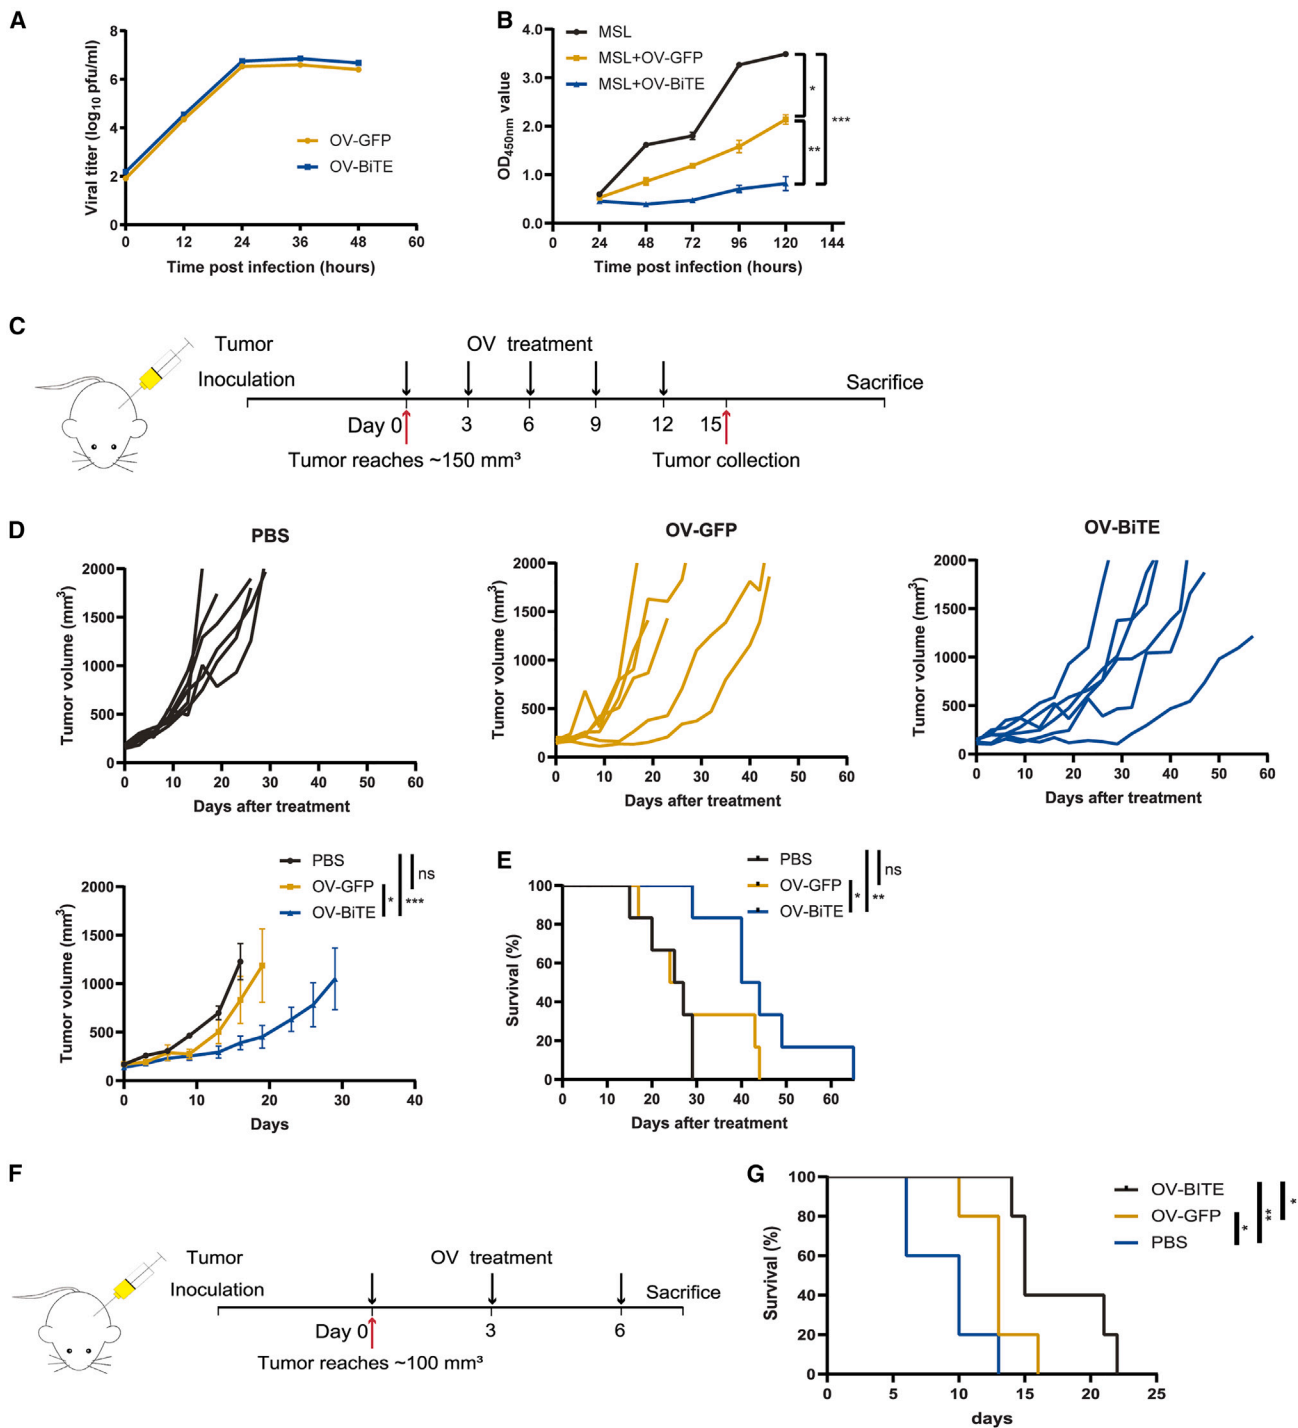 A
8
6
4
2
0
Viral titer (log10 pfu/ml)
OV-GFP
OV-BiTE
0 12 24 36 48 60
Time post infection (hours)
B
4.0
3.0
2.0
1.0
0.0
OD450nm value
MSL
MSL+OV-GFP
MSL+OV-BiTE
*
**
***
0 24 48 72 96 120 144
Time post infection (hours)
C
Tumor
Inoculation
OV treatment
Sacrifice
Day 0 3 6 9 12 15
Tumor reaches ~150 mm³
Tumor collection
D
PBS
2000
1500
1000
500
0
Tumor volume (mm3)
0 10 20 30 40 50 60
Days after treatment
OV-GFP
2000
1500
1000
500
0
Tumor volume (mm3)
0 10 20 30 40 50 60
Days after treatment
OV-BiTE
2000
1500
1000
500
0
Tumor volume (mm3)
0 10 20 30 40 50 60
Days after treatment
PBS
OV-GFP
OV-BiTE
*
***
ns
2000
1500
1000
500
0
Tumor volume (mm3)
0 10 20 30 40
Days
E
PBS
OV-GFP
OV-BiTE
*
**
ns
100
80
60
40
20
0
Survival (%)
0 10 20 30 40 50 60
Days after treatment
F
Tumor
Inoculation
OV treatment
Sacrifice
Day 0 3 6
Tumor reaches ~100 mm³
G
100
80
60
40
20
0
Survival (%)
OV-BITE
OV-GFP
PBS
*
**
*
0 5 10 15 20 25
days